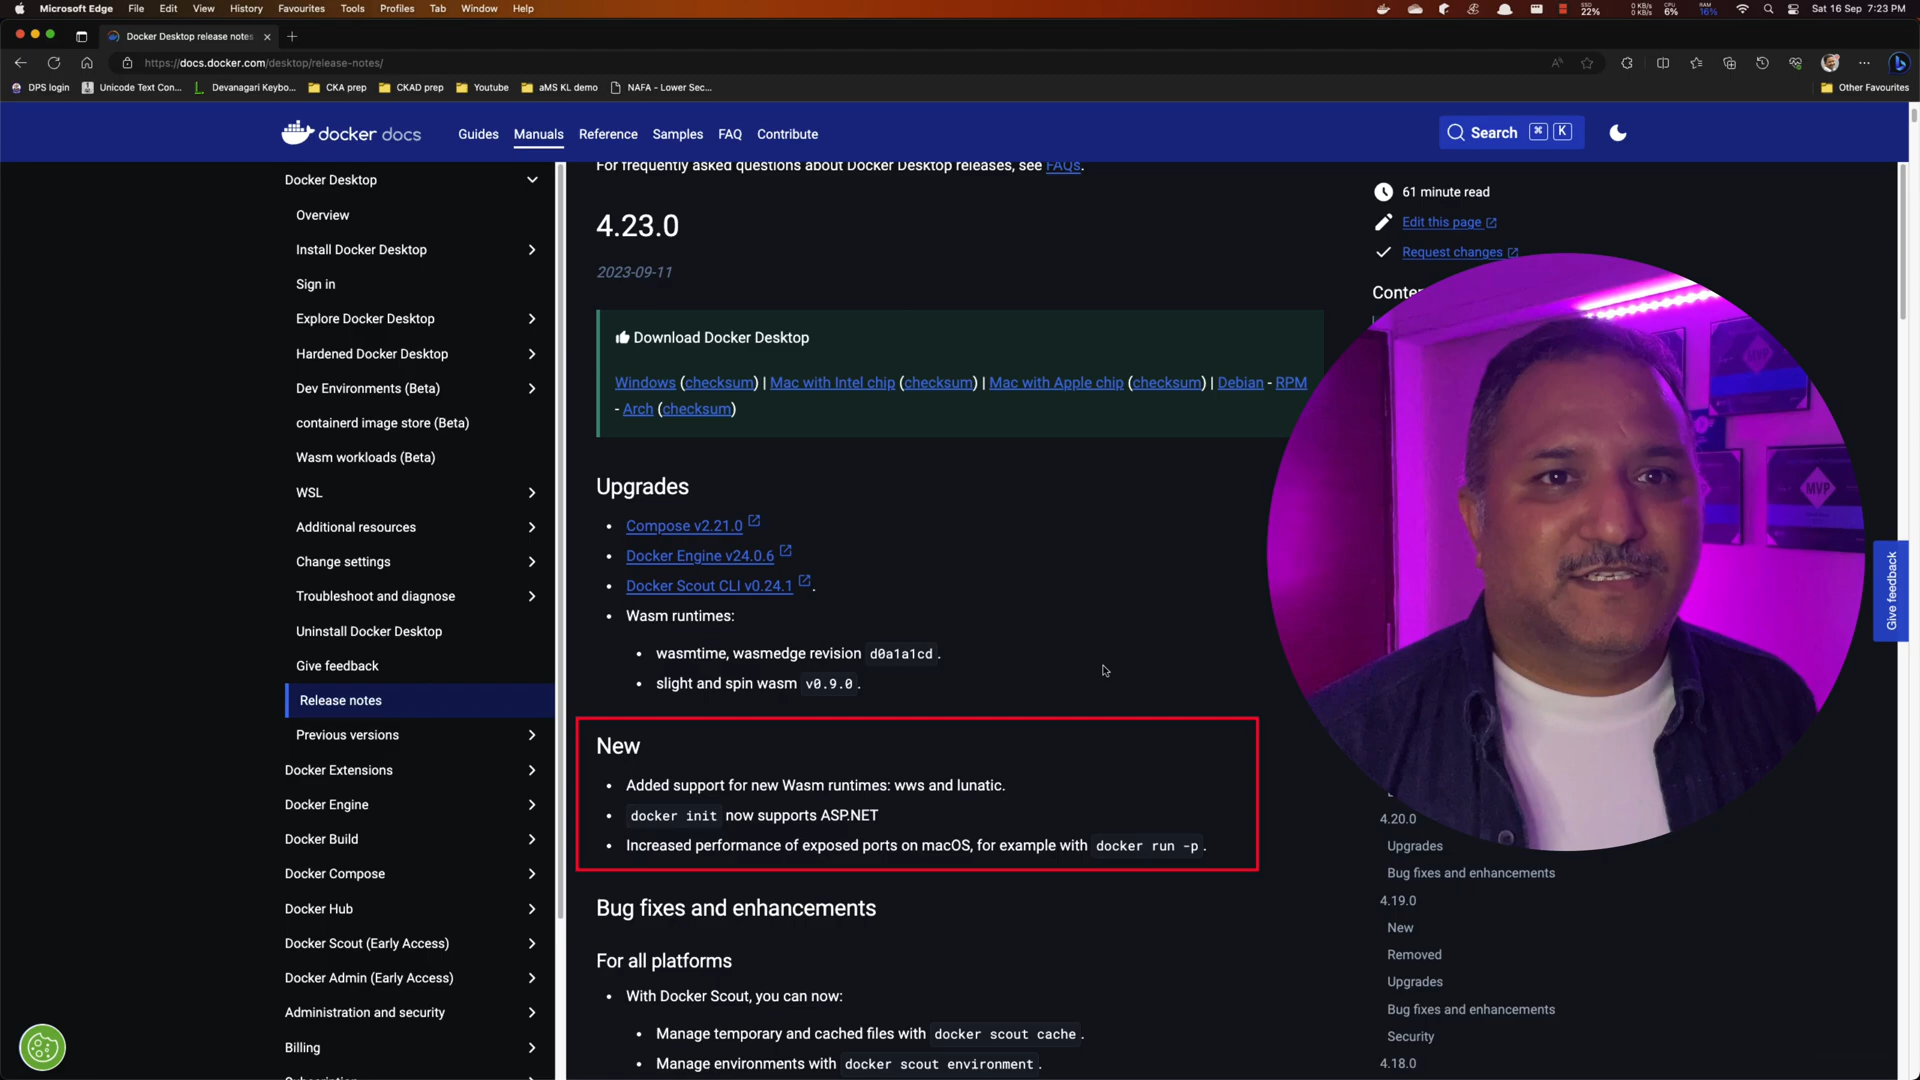 Microsoft Edge File Edit View History Favourites Tools Profiles Tab Window Help
SSD 22% 0 KB/s 0 KB/s CPU 6% RAM 16% Sat 16 Sep 7:23 PM
Docker Desktop release notes
https://docs.docker.com/desktop/release-notes/
DPS login Unicode Text Con... Devanagari Keybo... CKA prep CKAD prep Youtube aMS KL demo NAFA - Lower Sec... Other Favourites
docker docs Guides Manuals Reference Samples FAQ Contribute Search ⌘ K
Docker Desktop
Overview
Install Docker Desktop
Sign in
Explore Docker Desktop
Hardened Docker Desktop
Dev Environments (Beta)
containerd image store (Beta)
Wasm workloads (Beta)
WSL
Additional resources
Change settings
Troubleshoot and diagnose
Uninstall Docker Desktop
Give feedback
Release notes
Previous versions
Docker Extensions
Docker Engine
Docker Build
Docker Compose
Docker Hub
Docker Scout (Early Access)
Docker Admin (Early Access)
Administration and security
Billing
For frequently asked questions about Docker Desktop releases, see FAQs.
4.23.0
2023-09-11
Download Docker Desktop
Windows (checksum) | Mac with Intel chip (checksum) | Mac with Apple chip (checksum) | Debian - RPM
- Arch (checksum)
Upgrades
• Compose v2.21.0
• Docker Engine v24.0.6
• Docker Scout CLI v0.24.1.
• Wasm runtimes:
• wasmtime, wasmedge revision d0a1a1cd.
• slight and spin wasm v0.9.0.
New
• Added support for new Wasm runtimes: wws and lunatic.
• docker init now supports ASP.NET
• Increased performance of exposed ports on macOS, for example with docker run -p.
Bug fixes and enhancements
For all platforms
• With Docker Scout, you can now:
• Manage temporary and cached files with docker scout cache.
• Manage environments with docker scout environment.
61 minute read
Edit this page
Request changes
MVP
Give feedback
4.20.0
Upgrades
Bug fixes and enhancements
4.19.0
New
Removed
Upgrades
Bug fixes and enhancements
Security
4.18.0